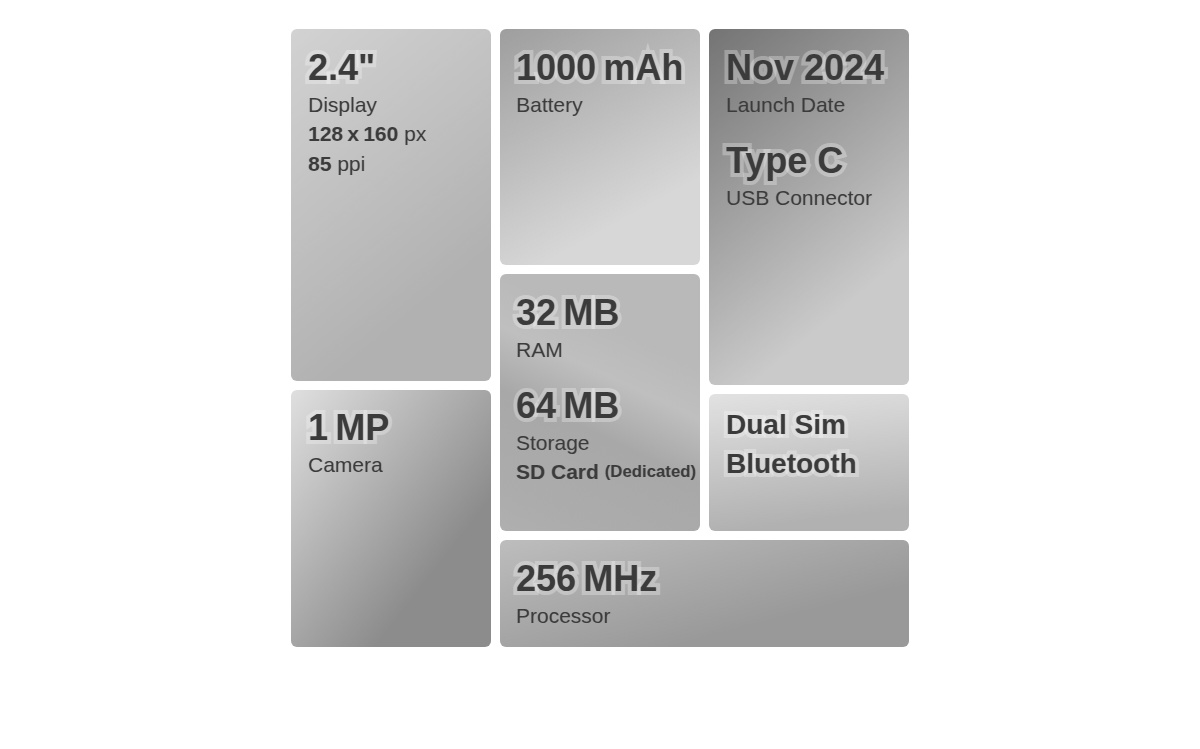 2.4"
Display
128 x 160 px
85 ppi
1000 mAh
Battery
Nov 2024
Launch Date
Type C
USB Connector
32 MB
RAM
64 MB
Storage
SD Card (Dedicated)
1 MP
Camera
Dual Sim
Bluetooth
256 MHz
Processor